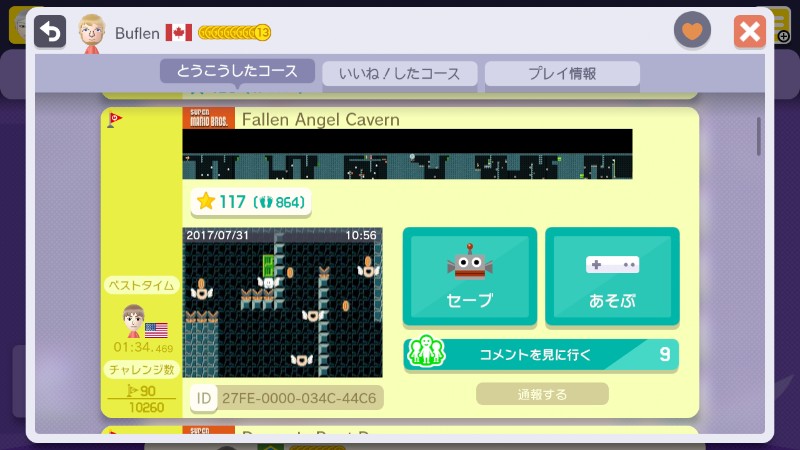 Buflen
13
とうこうしたコース
いいね！したコース
プレイ情報
SUPER
MARIO BROS.
Fallen Angel Cavern
117 (864)
2017/07/31 10:56
ベストタイム
01:34.469
チャレンジ数
90
10260
セーブ
あそぶ
コメントを見に行く 9
ID 27FE-0000-034C-44C6
通報する
SUPER